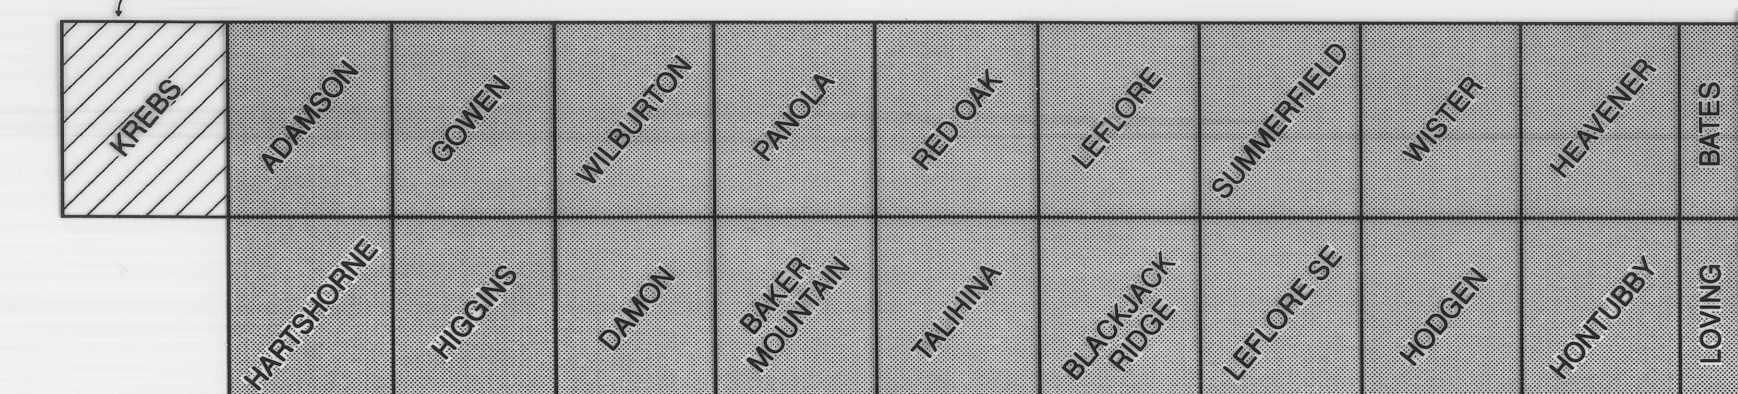 KREBS
ADAMSON
GOWEN
WILBURTON
PANOLA
RED OAK
LEFLORE
SUMMERFIELD
WISTER
HEAVENER
BATES
HARTSHORNE
HIGGINS
DAMON
BAKER
MOUNTAIN
TALIHINA
BLACKJACK
RIDGE
LEFLORE SE
HODGEN
HONTUBBY
LOVING